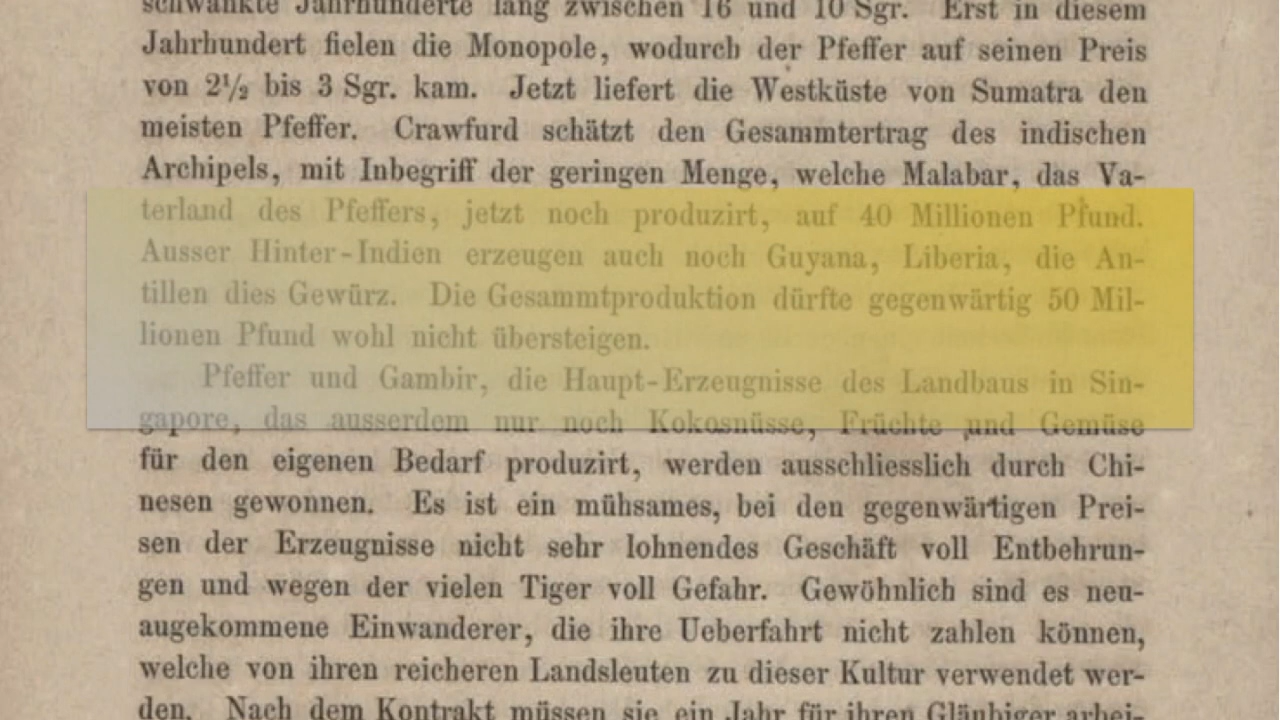 schwankte Jahrhunderte lang zwischen 16 und 10 Sgr. Erst in diesem
Jahrhundert fielen die Monopole, wodurch der Pfeffer auf seinen Preis
von 2½ bis 3 Sgr. kam. Jetzt liefert die Westküste von Sumatra den
meisten Pfeffer. Crawfurd schätzt den Gesammtertrag des indischen
Archipels, mit Inbegriff der geringen Menge, welche Malabar, das Va-
terland des Pfeffers, jetzt noch produzirt, auf 40 Millionen Pfund.
Ausser Hinter-Indien erzeugen auch noch Guyana, Liberia, die An-
tillen dies Gewürz. Die Gesammtproduktion dürfte gegenwärtig 50 Mil-
lionen Pfund wohl nicht übersteigen.
Pfeffer und Gambir, die Haupt-Erzeugnisse des Landbaus in Sin-
gapore, das ausserdem nur noch Kokosnüsse, Früchte und Gemüse
für den eigenen Bedarf produzirt, werden ausschliesslich durch Chi-
nesen gewonnen. Es ist ein mühsames, bei den gegenwärtigen Prei-
sen der Erzeugnisse nicht sehr lohnendes Geschäft voll Entbehrun-
gen und wegen der vielen Tiger voll Gefahr. Gewöhnlich sind es neu-
augekommene Einwanderer, die ihre Ueberfahrt nicht zahlen können,
welche von ihren reicheren Landsleuten zu dieser Kultur verwendet wer-
den. Nach dem Kontrakt müssen sie ein Jahr für ihren Gläubiger arbei-